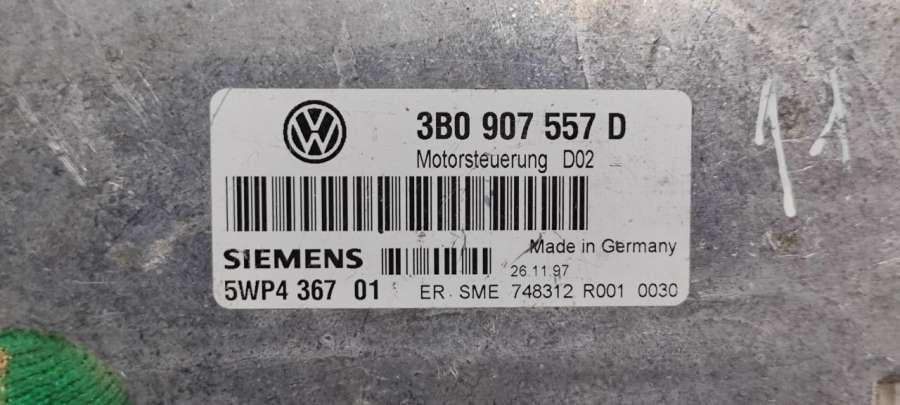 3B0 907 557 D
Motorsteuerung D02
Made in Germany
SIEMENS
26.11.97
5WP4 367 01 ER. SME 748312 R001 0030
11